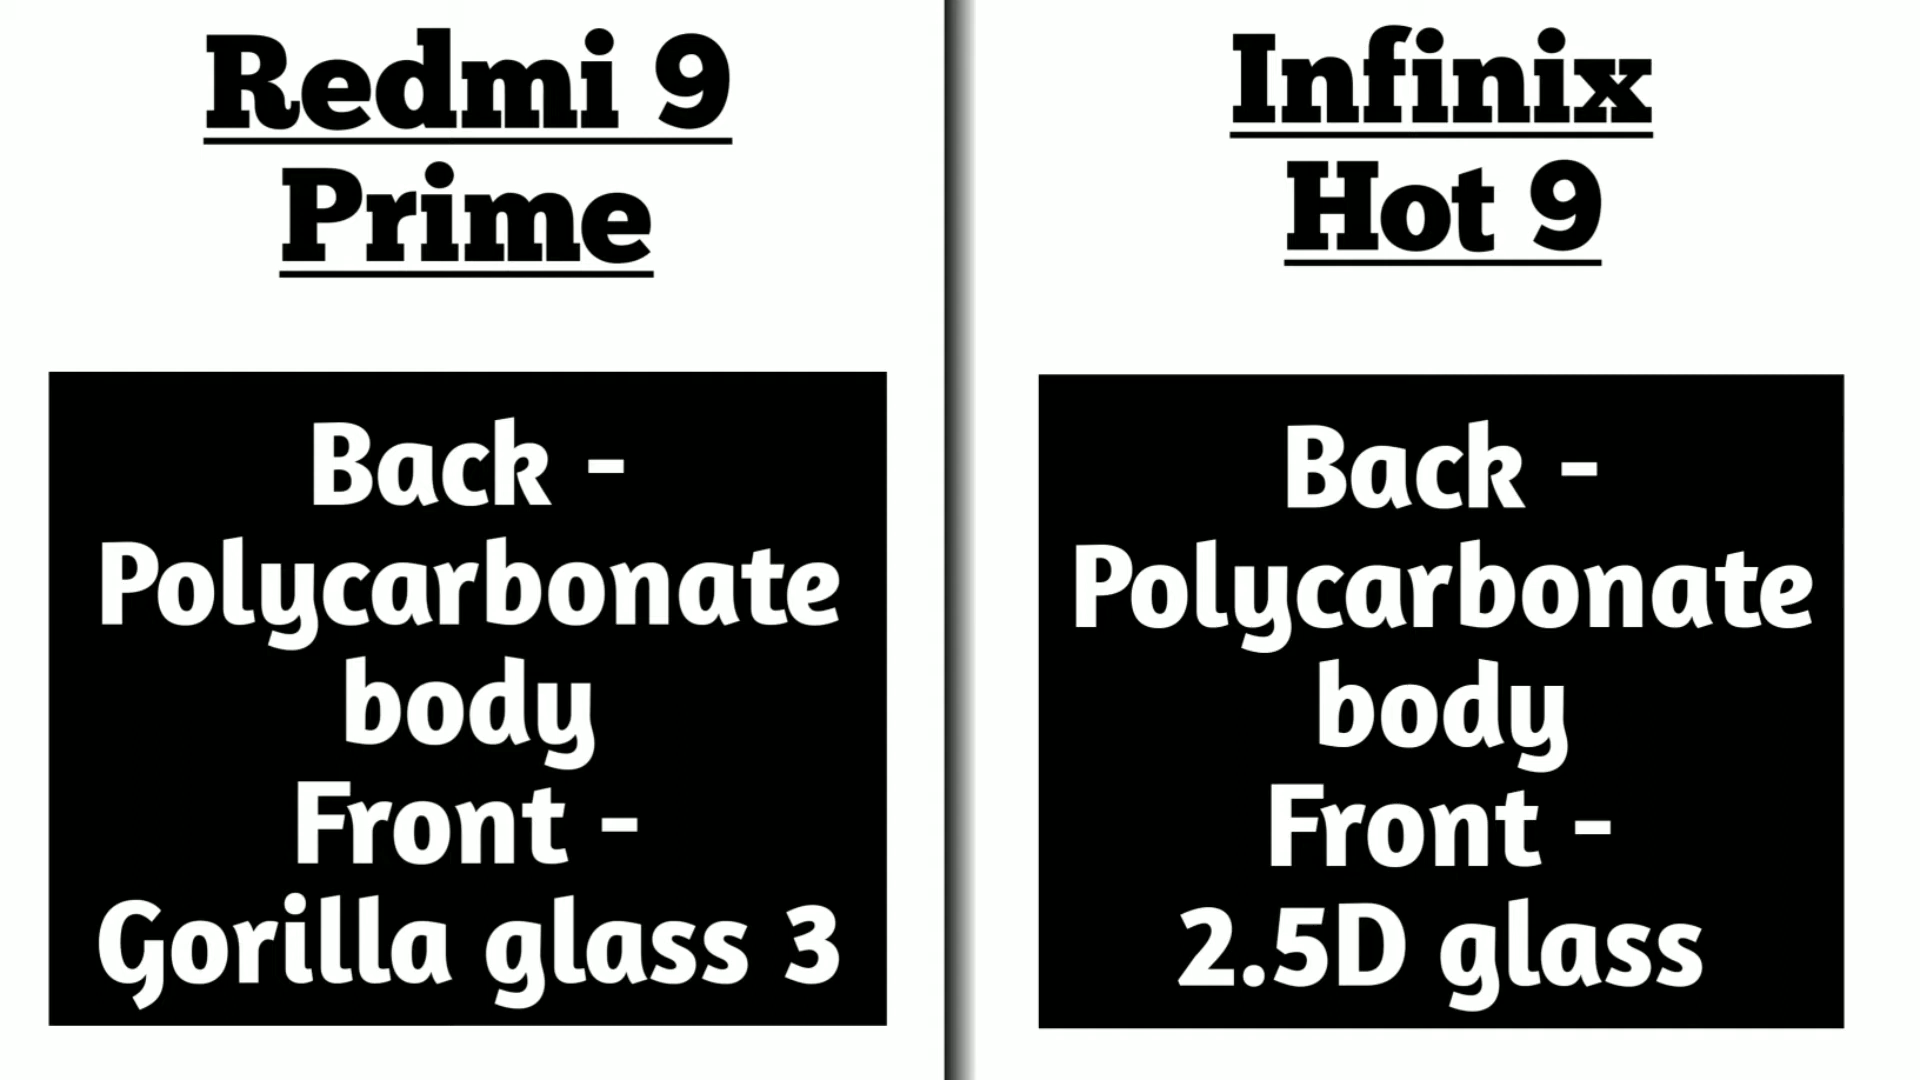 Redmi 9
Prime
Back -
Polycarbonate
body
Front -
Gorilla glass 3
Infinix
Hot 9
Back -
Polycarbonate
body
Front -
2.5D glass